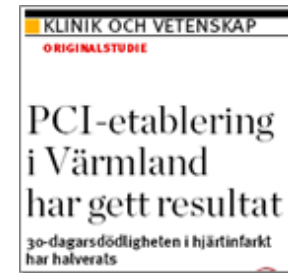 KLINIK OCH VETENSKAP
ORIGINALSTUDIE
PCI-etablering
i Värmland
har gett resultat
30-dagarsdödligheten i hjärtinfarkt
har halverats